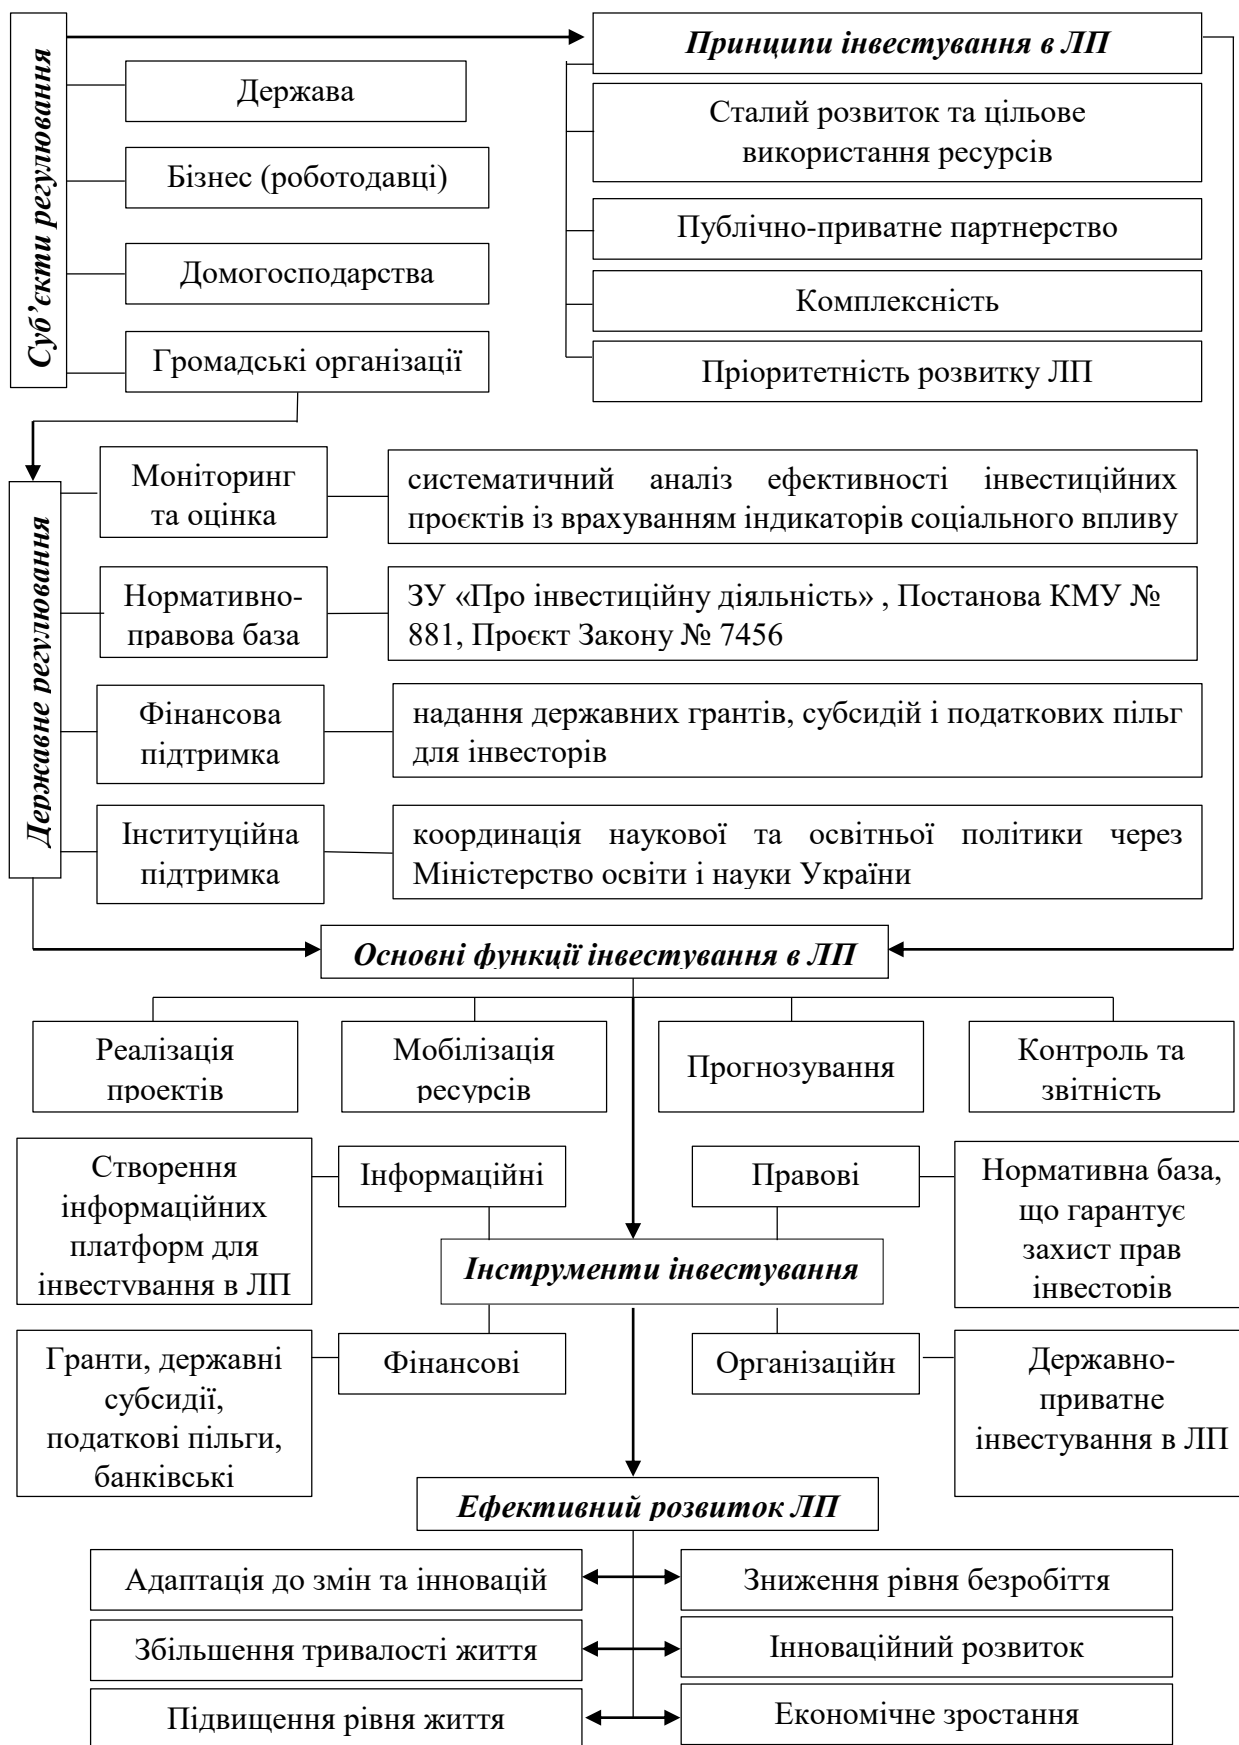 Суб’єкти регулювання
Держава
Бізнес (роботодавці)
Домогосподарства
Громадські організації
Принципи інвестування в ЛП
Сталий розвиток та цільове
використання ресурсів
Публічно-приватне партнерство
Комплексність
Пріоритетність розвитку ЛП
Державне регулювання
Моніторинг
та оцінка
систематичний аналіз ефективності інвестиційних
проєктів із врахуванням індикаторів соціального впливу
Нормативно-
правова база
ЗУ «Про інвестиційну діяльність» , Постанова КМУ №
881, Проєкт Закону № 7456
Фінансова
підтримка
надання державних грантів, субсидій і податкових пільг
для інвесторів
Інституційна
підтримка
координація наукової та освітньої політики через
Міністерство освіти і науки України
Основні функції інвестування в ЛП
Реалізація
проектів
Мобілізація
ресурсів
Прогнозування
Контроль та
звітність
Створення
інформаційних
платформ для
інвестування в ЛП
Інформаційні
Правові
Нормативна база,
що гарантує
захист прав
інвесторів
Інструменти інвестування
Гранти, державні
субсидії,
податкові пільги,
банківські
Фінансові
Організаційн
Державно-
приватне
інвестування в ЛП
Ефективний розвиток ЛП
Адаптація до змін та інновацій
Зниження рівня безробіття
Збільшення тривалості життя
Інноваційний розвиток
Підвищення рівня життя
Економічне зростання